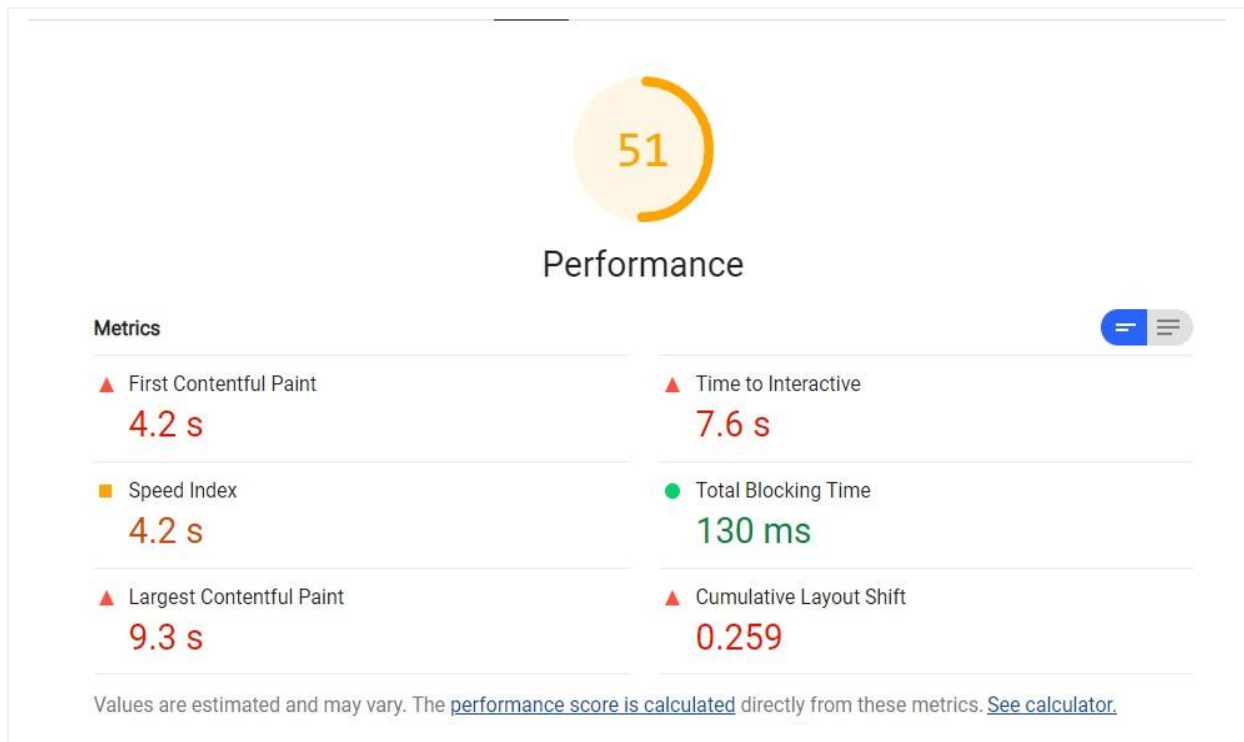 51
Performance
Metrics
First Contentful Paint
4.2 s
Time to Interactive
7.6 s
Speed Index
4.2 s
Total Blocking Time
130 ms
Largest Contentful Paint
9.3 s
Cumulative Layout Shift
0.259
Values are estimated and may vary. The performance score is calculated directly from these metrics. See calculator.